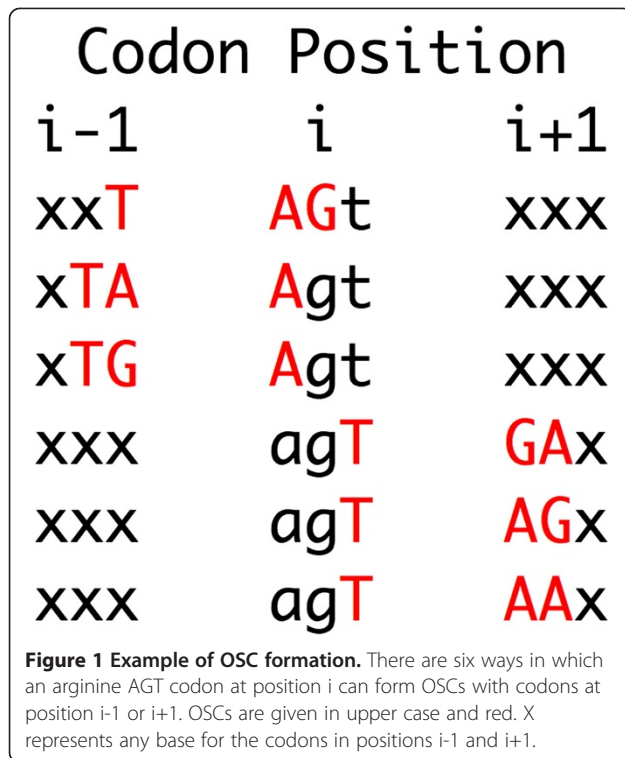 Codon Position
i-1 i i+1
xxT AGt xxx
xTA Agt xxx
xTG Agt xxx
xxx agT GAx
xxx agT AGx
xxx agT AAx
Figure 1 Example of OSC formation. There are six ways in which
an arginine AGT codon at position i can form OSCs with codons at
position i-1 or i+1. OSCs are given in upper case and red. X
represents any base for the codons in positions i-1 and i+1.